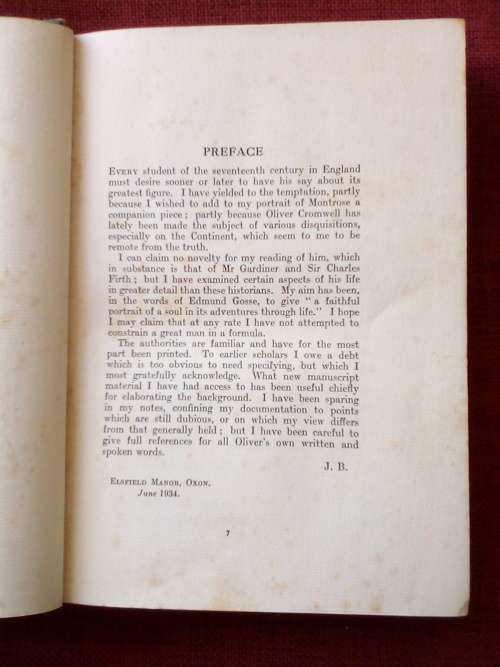 PREFACE
EVERY student of the seventeenth century in England
must desire sooner or later to have his say about its
greatest figure. I have yielded to the temptation, partly
because I wished to add to my portrait of Montrose a
companion piece; partly because Oliver Cromwell has
lately been made the subject of various disquisitions,
especially on the Continent, which seem to me to be
remote from the truth.
I can claim no novelty for my reading of him, which
in substance is that of Mr Gardiner and Sir Charles
Firth; but I have examined certain aspects of his life
in greater detail than these historians. My aim has been,
in the words of Edmund Gosse, to give "a faithful
portrait of a soul in its adventures through life." I hope
I may claim that at any rate I have not attempted to
constrain a great man in a formula.
The authorities are familiar and have for the most
part been printed. To earlier scholars I owe a debt
which is too obvious to need specifying, but which I
most gratefully acknowledge. What new manuscript
material I have had access to has been useful chiefly
for elaborating the background. I have been sparing
in my notes, confining my documentation to points
which are still dubious, or on which my view differs
from that generally held; but I have been careful to
give full references for all Oliver's own written and
spoken words.
J. B.
ELSFIELD MANOR, OXON.
June 1934.
7